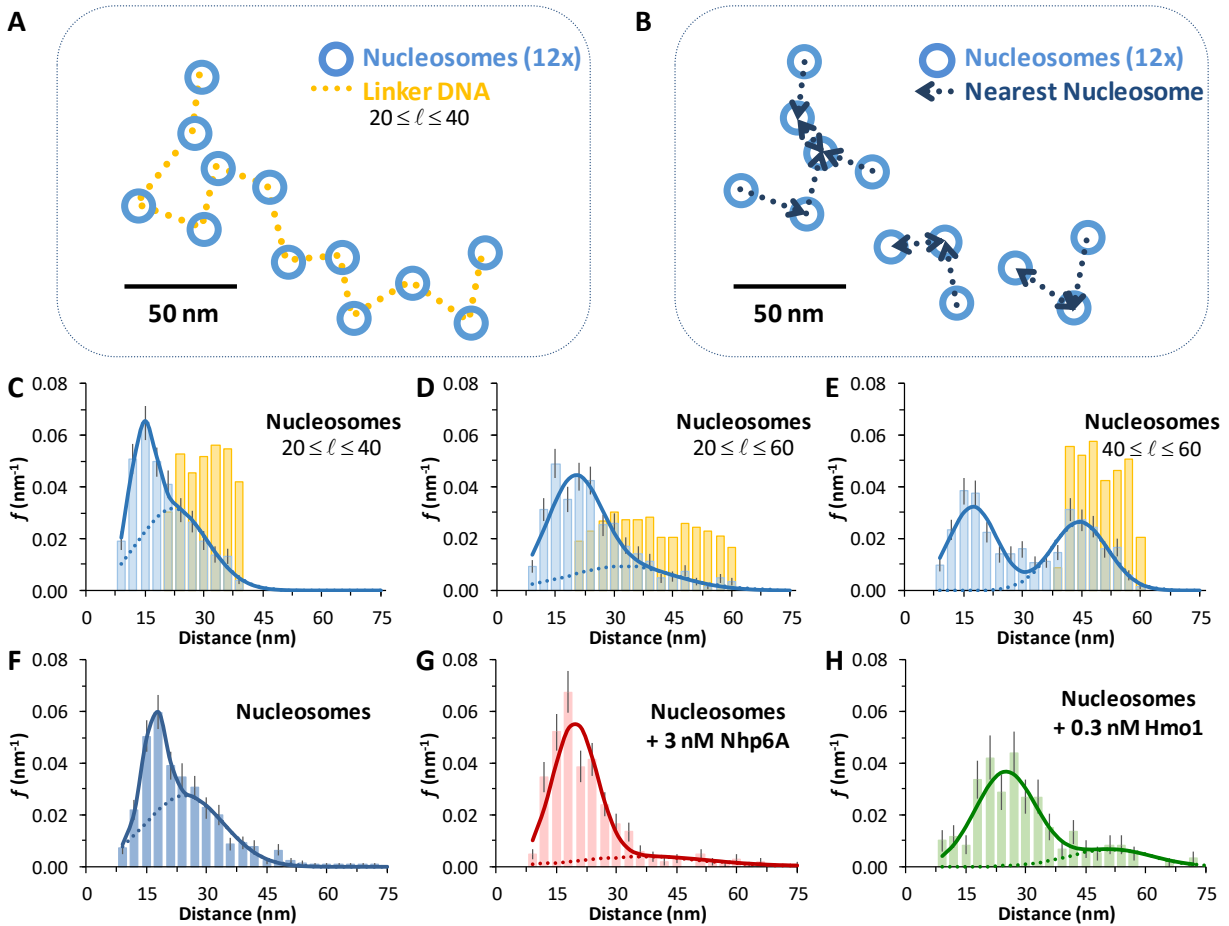 A
Nucleosomes (12x)
Linker DNA
20 ≤ ℓ ≤ 40
50 nm
B
Nucleosomes (12x)
Nearest Nucleosome
50 nm
C
Nucleosomes
20 ≤ ℓ ≤ 40
f (nm⁻¹)
0.08
0.06
0.04
0.02
0.00
0 15 30 45 60 75
Distance (nm)
D
Nucleosomes
20 ≤ ℓ ≤ 60
f (nm⁻¹)
0.08
0.06
0.04
0.02
0.00
0 15 30 45 60 75
Distance (nm)
E
Nucleosomes
40 ≤ ℓ ≤ 60
f (nm⁻¹)
0.08
0.06
0.04
0.02
0.00
0 15 30 45 60 75
Distance (nm)
F
Nucleosomes
f (nm⁻¹)
0.08
0.06
0.04
0.02
0.00
0 15 30 45 60 75
Distance (nm)
G
Nucleosomes
+ 3 nM Nhp6A
f (nm⁻¹)
0.08
0.06
0.04
0.02
0.00
0 15 30 45 60 75
Distance (nm)
H
Nucleosomes
+ 0.3 nM Hmo1
f (nm⁻¹)
0.08
0.06
0.04
0.02
0.00
0 15 30 45 60 75
Distance (nm)